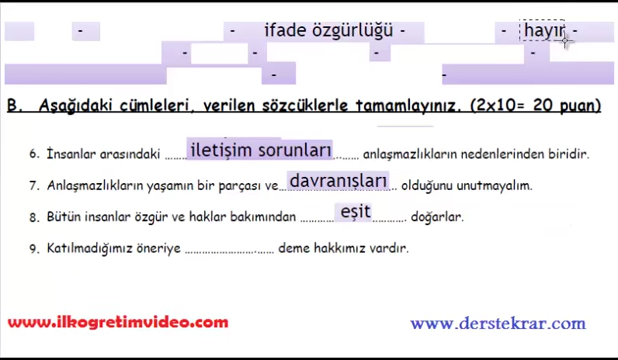 - - ifade özgürlüğü - - hayır -
- - - -
- -
B. Aşağıdaki cümleleri, verilen sözcüklerle tamamlayınız. (2x10= 20 puan)
6. İnsanlar arasındaki ........iletişim sorunları........ anlaşmazlıkların nedenlerinden biridir.
7. Anlaşmazlıkların yaşamın bir parçası ve...davranışları... olduğunu unutmayalım.
8. Bütün insanlar özgür ve haklar bakımından ............eşit............ doğarlar.
9. Katılmadığımız öneriye .............................. deme hakkımız vardır.
www.ilkogretimvideo.com
www.derstekrar.com